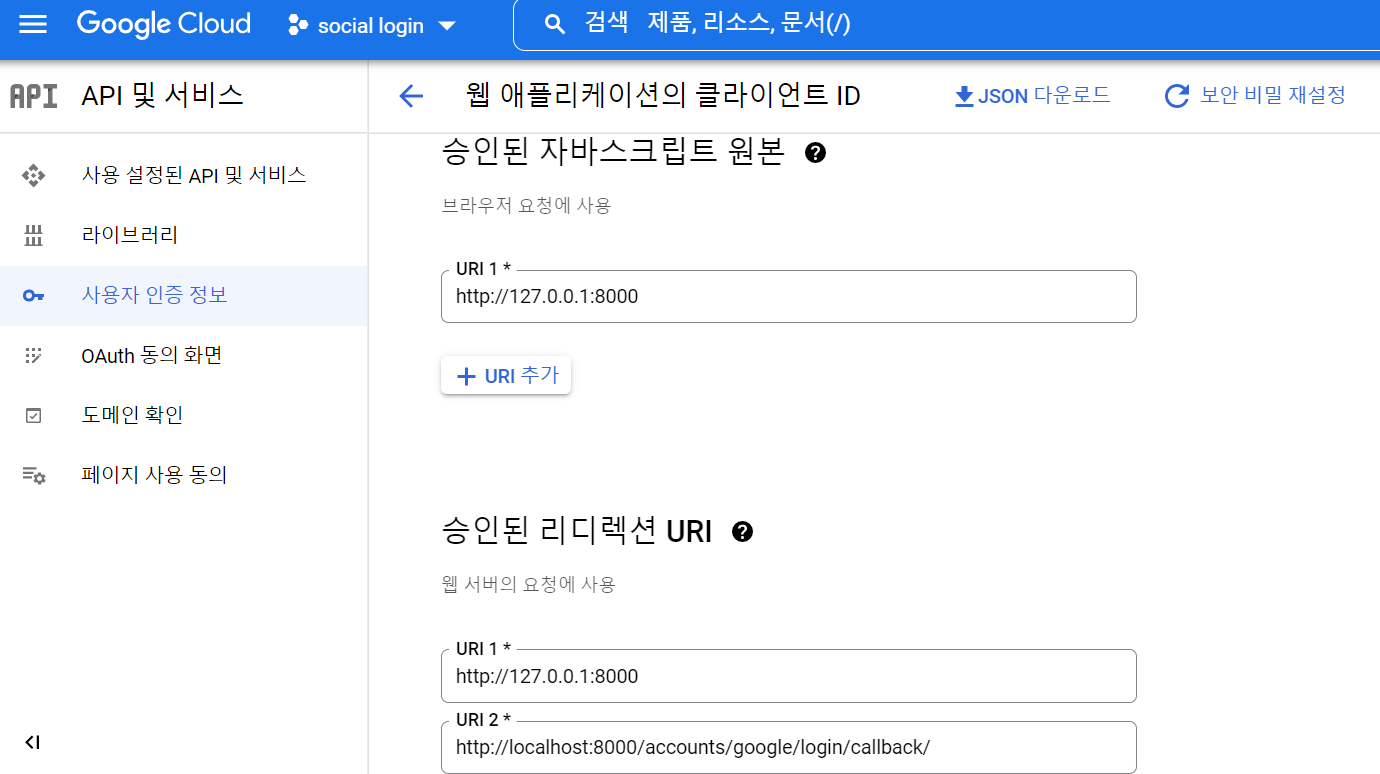 Google Cloud social login 검색 제품, 리소스, 문서(/)
API API 및 서비스
웹 애플리케이션의 클라이언트 ID JSON 다운로드 보안 비밀 재설정
사용 설정된 API 및 서비스
라이브러리
사용자 인증 정보
OAuth 동의 화면
도메인 확인
페이지 사용 동의
승인된 자바스크립트 원본
브라우저 요청에 사용
URI 1 *
http://127.0.0.1:8000
URI 추가
승인된 리디렉션 URI
웹 서버의 요청에 사용
URI 1 *
http://127.0.0.1:8000
URI 2 *
http://localhost:8000/accounts/google/login/callback/